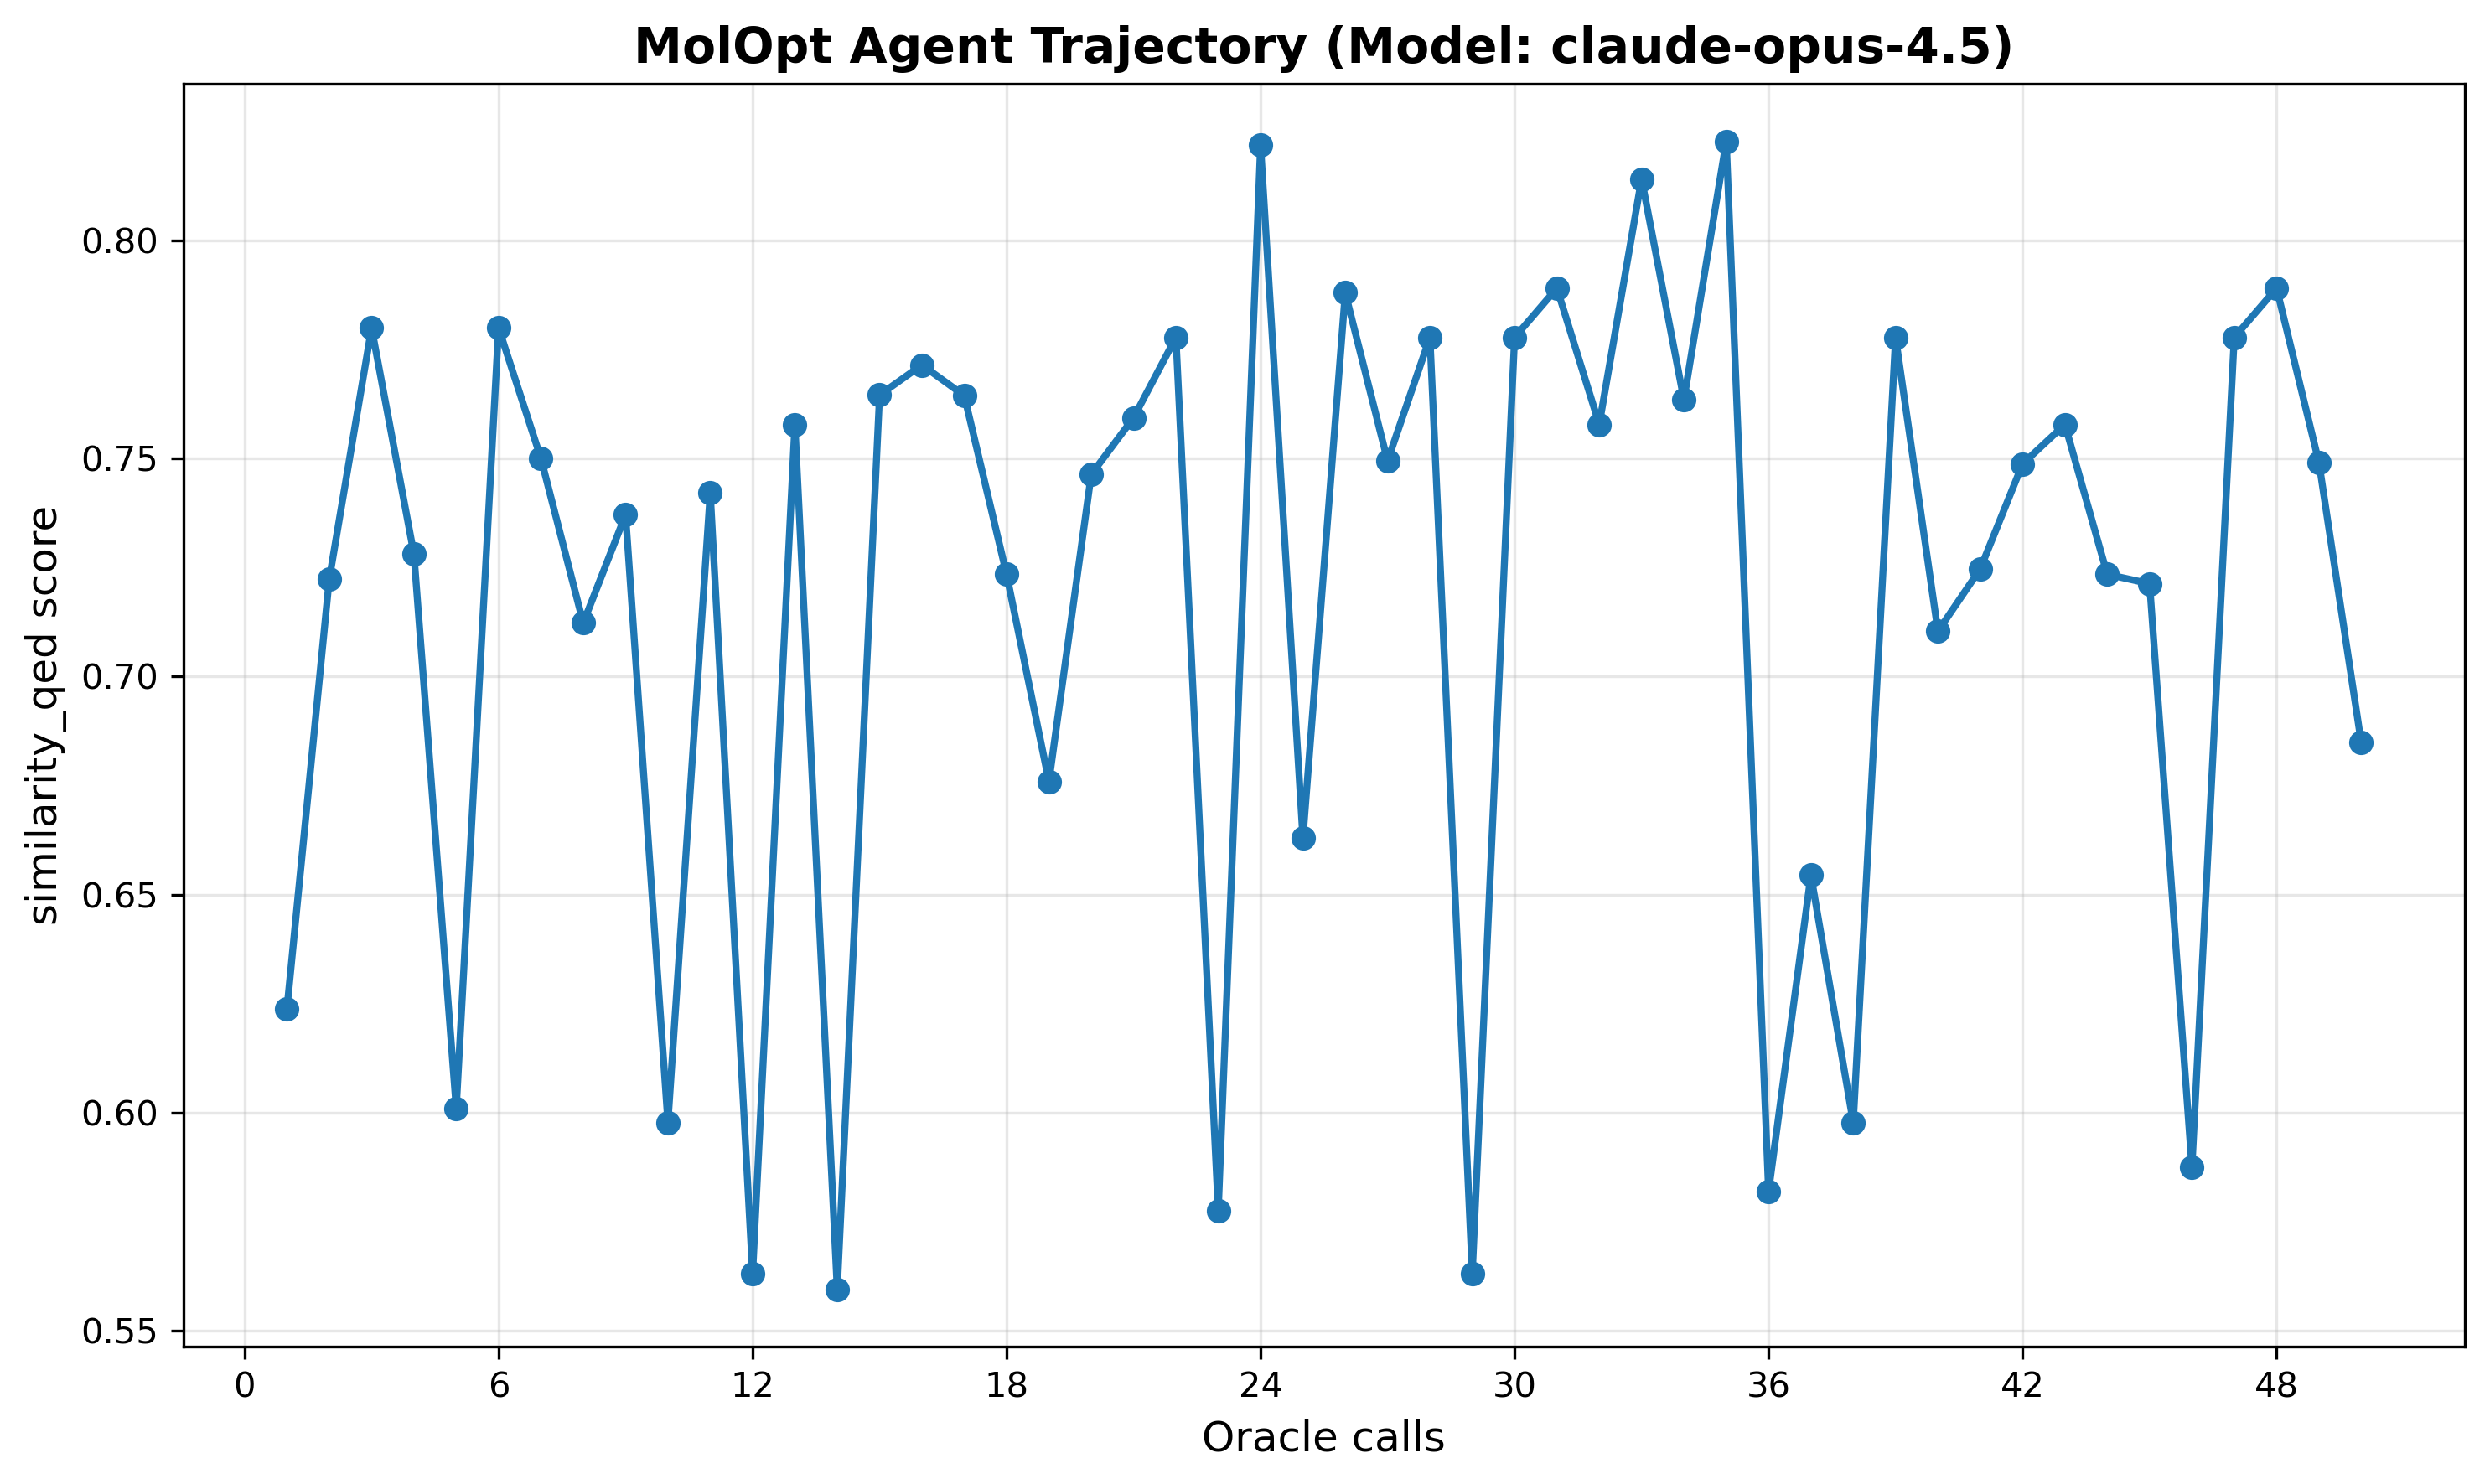 MolOpt Agent Trajectory (Model: claude-opus-4.5)
similarity_qed score
0.80
0.75
0.70
0.65
0.60
0.55
0 6 12 18 24 30 36 42 48
Oracle calls